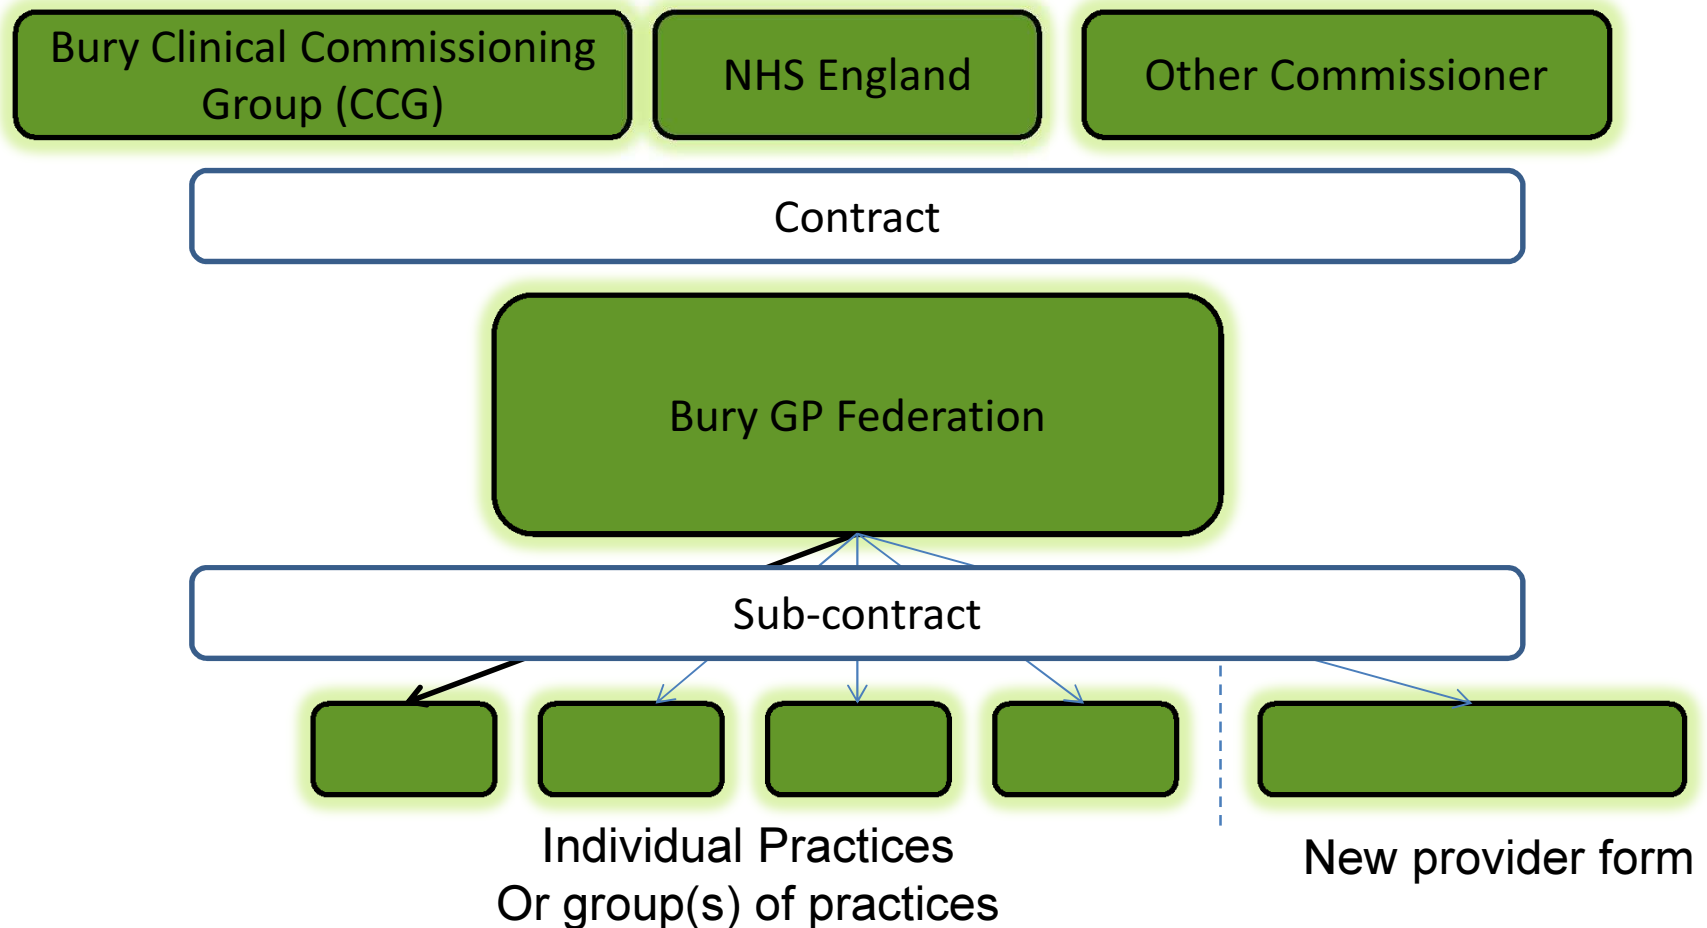 Bury Clinical Commissioning
Group (CCG)
NHS England
Other Commissioner
Contract
Bury GP Federation
Sub-contract
Individual Practices
Or group(s) of practices
New provider form